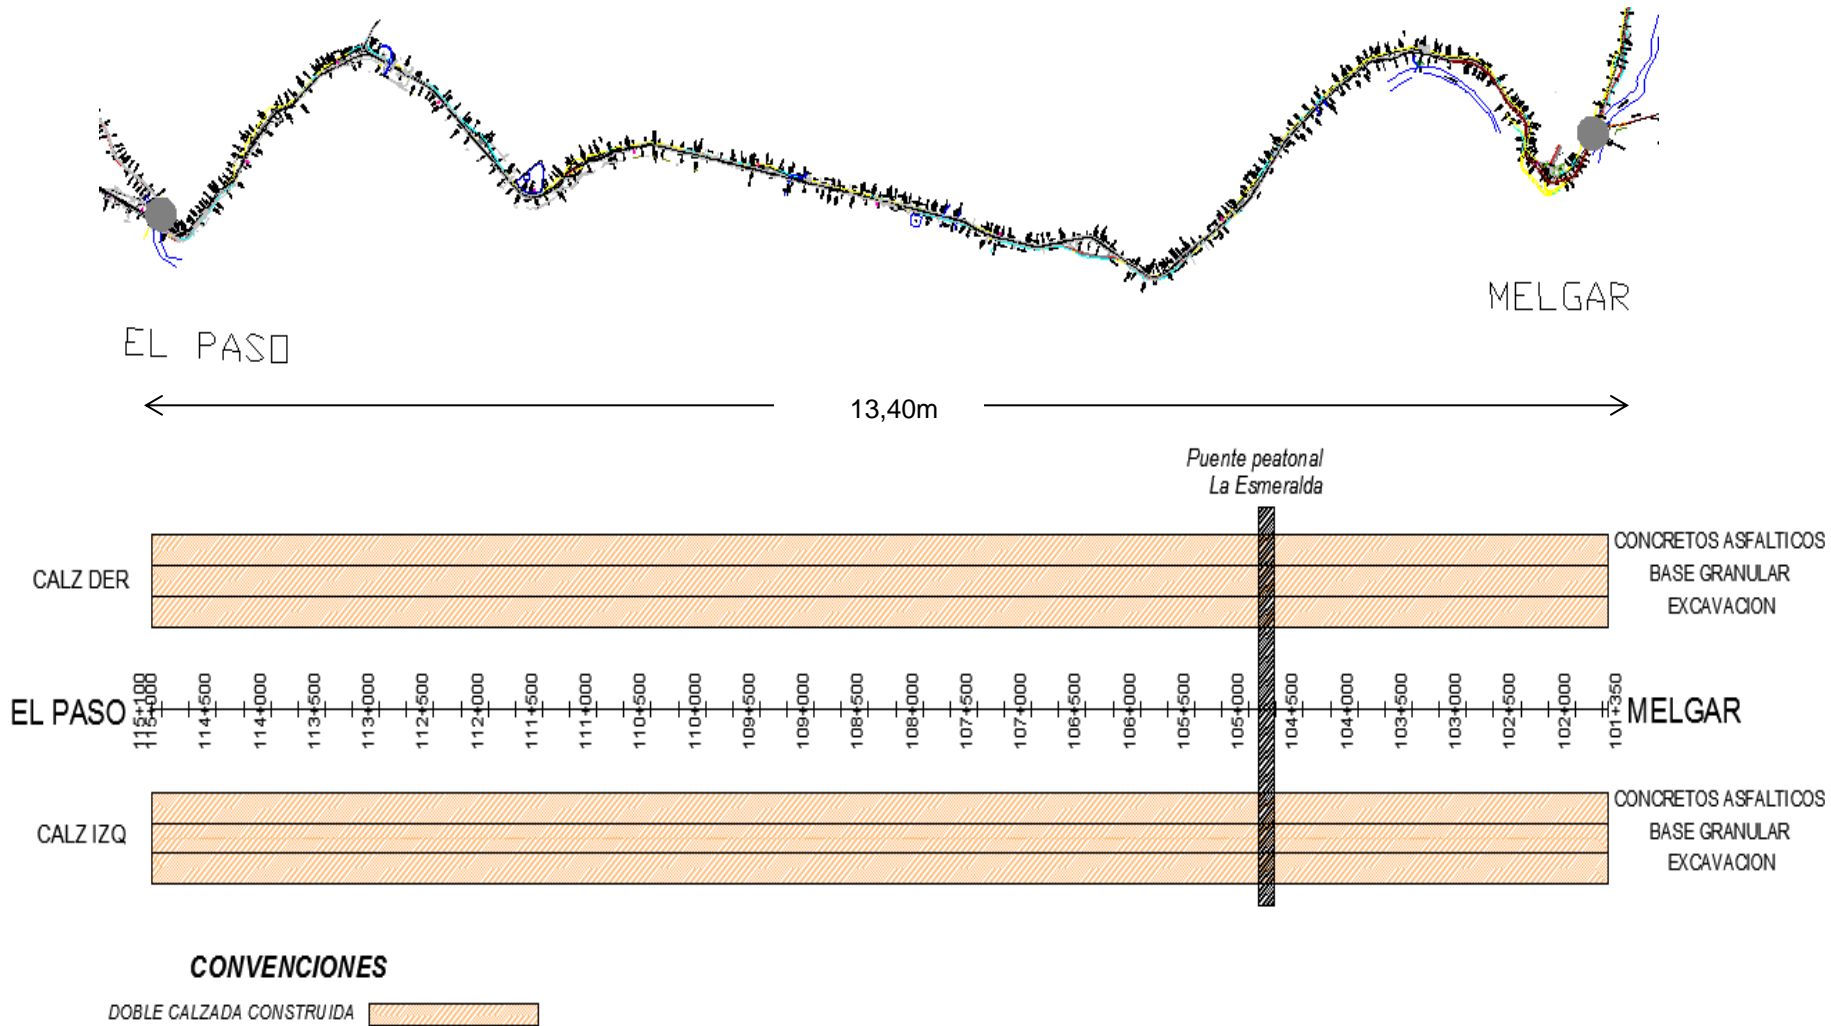 MELGAR
EL PASO
13,40m
Puente peatonal
La Esmeralda
CALZ DER
CONCRETOS ASFALTICOS
BASE GRANULAR
EXCAVACION
EL PASO
115+100
115+000
114+500
114+000
113+500
113+000
112+500
112+000
111+500
111+000
110+500
110+000
109+500
109+000
108+500
108+000
107+500
107+000
106+500
106+000
105+500
105+000
104+500
104+000
103+500
103+000
102+500
102+000
101+350
MELGAR
CALZ IZQ
CONCRETOS ASFALTICOS
BASE GRANULAR
EXCAVACION
CONVENCIONES
DOBLE CALZADA CONSTRUIDA